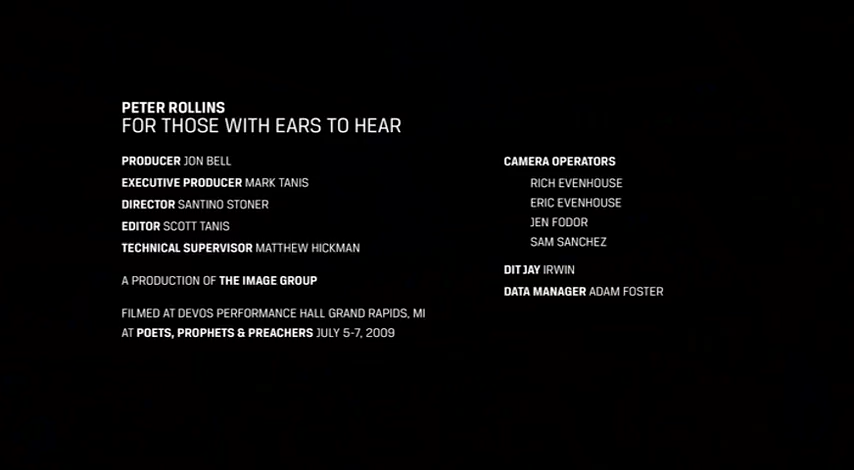 PETER ROLLINS
FOR THOSE WITH EARS TO HEAR
PRODUCER JON BELL
EXECUTIVE PRODUCER MARK TANIS
DIRECTOR SANTINO STONER
EDITOR SCOTT TANIS
TECHNICAL SUPERVISOR MATTHEW HICKMAN
A PRODUCTION OF THE IMAGE GROUP
FILMED AT DEVOS PERFORMANCE HALL GRAND RAPIDS, MI
AT POETS, PROPHETS & PREACHERS JULY 5-7, 2009
CAMERA OPERATORS
RICH EVENHOUSE
ERIC EVENHOUSE
JEN FODOR
SAM SANCHEZ
DIT JAY IRWIN
DATA MANAGER ADAM FOSTER